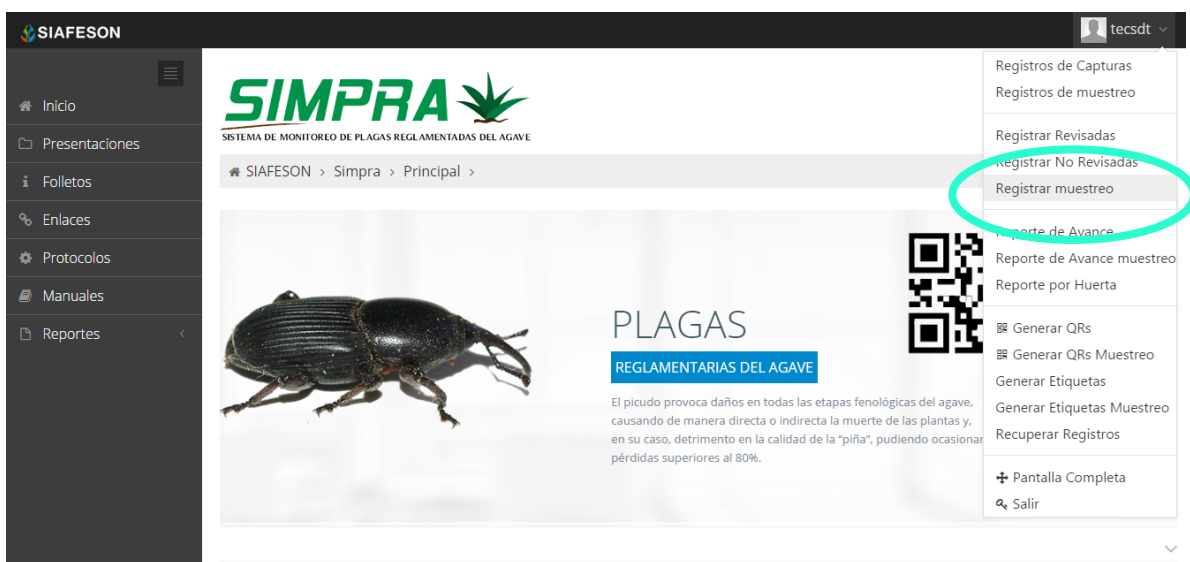 SIAFESON
tecsdt
Inicio
Presentaciones
Folletos
Enlaces
Protocolos
Manuales
Reportes
SIMPRA
SISTEMA DE MONITOREO DE PLAGAS REGLAMENTADAS DEL AGAVE
SIAFESON > Simpra > Principal >
PLAGAS
REGLAMENTARIAS DEL AGAVE
El picudo provoca daños en todas las etapas fenológicas del agave,
causando de manera directa o indirecta la muerte de las plantas y,
en su caso, detrimento en la calidad de la “piña”, pudiendo ocasionar
pérdidas superiores al 80%.
Registros de Capturas
Registros de muestreo
Registrar Revisadas
Registrar No Revisadas
Registrar muestreo
Reporte de Avance
Reporte de Avance muestreo
Reporte por Huerta
Generar QRs
Generar QRs Muestreo
Generar Etiquetas
Generar Etiquetas Muestreo
Recuperar Registros
Pantalla Completa
Salir